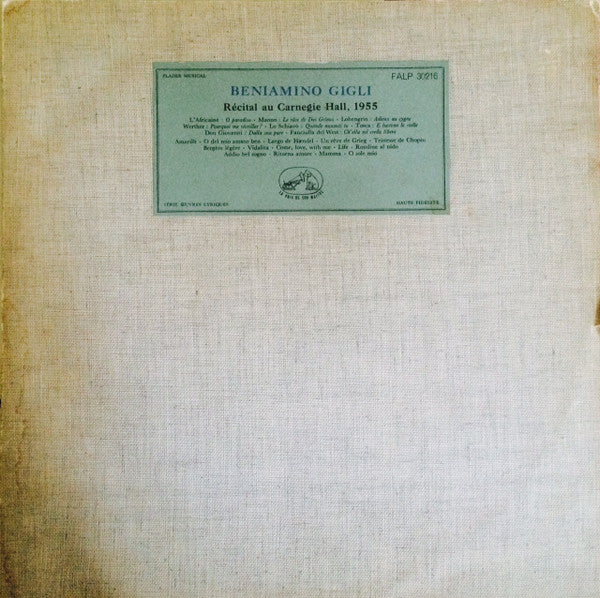 PLAISIR MUSICAL
FALP 30216
BENIAMINO GIGLI
Récital au Carnegie Hall, 1955
L'Africaine : O paradiso - Manon : Le rêve de Des Grieux - Lohengrin : Adieux au cygne
Werther : Pourquoi me réveiller ? - Lo Schiavo : Quando nascesti tu - Tosca : E lucevan le stelle
Don Giovanni : Dalla sua pace - Fanciulla del West : Ch'ella mi creda libero
Amarilli - O del mio amato ben - Largo de Haendel - Un rêve de Grieg - Tristesse de Chopin
Bergère légère - Vidalita - Come, love, with me - Life - Rondine al nido
Addio bel sogno - Ritorna amore - Mamma - O sole mio
LA VOIX DE SON MAITRE
SÉRIE ŒUVRES LYRIQUES
HAUTE FIDÉLITÉ